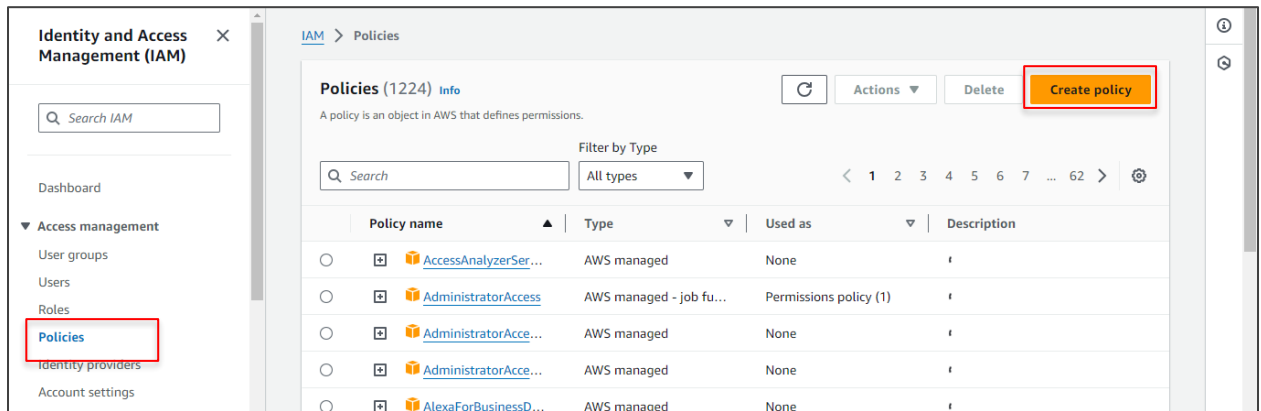 Identity and Access
Management (IAM)
Search IAM
Dashboard
Access management
User groups
Users
Roles
Policies
Identity providers
Account settings
IAM > Policies
Policies (1224) Info
Actions
Delete
Create policy
A policy is an object in AWS that defines permissions.
Filter by Type
Search
All types
1 2 3 4 5 6 7 ... 62
Policy name Type Used as Description
AccessAnalyzerSer... AWS managed None
AdministratorAccess AWS managed - job fu... Permissions policy (1)
AdministratorAcce... AWS managed None
AdministratorAcce... AWS managed None
AlexaForBusinessD... AWS managed None